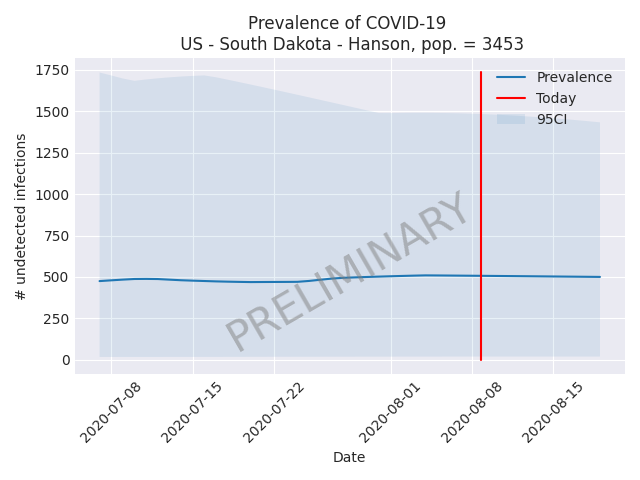 Prevalence of COVID-19
US - South Dakota - Hanson, pop. = 3453
# undetected infections
1750
1500
1250
1000
750
500
250
0
Prevalence
Today
95CI
PRELIMINARY
2020-07-08
2020-07-15
2020-07-22
2020-08-01
2020-08-08
2020-08-15
Date